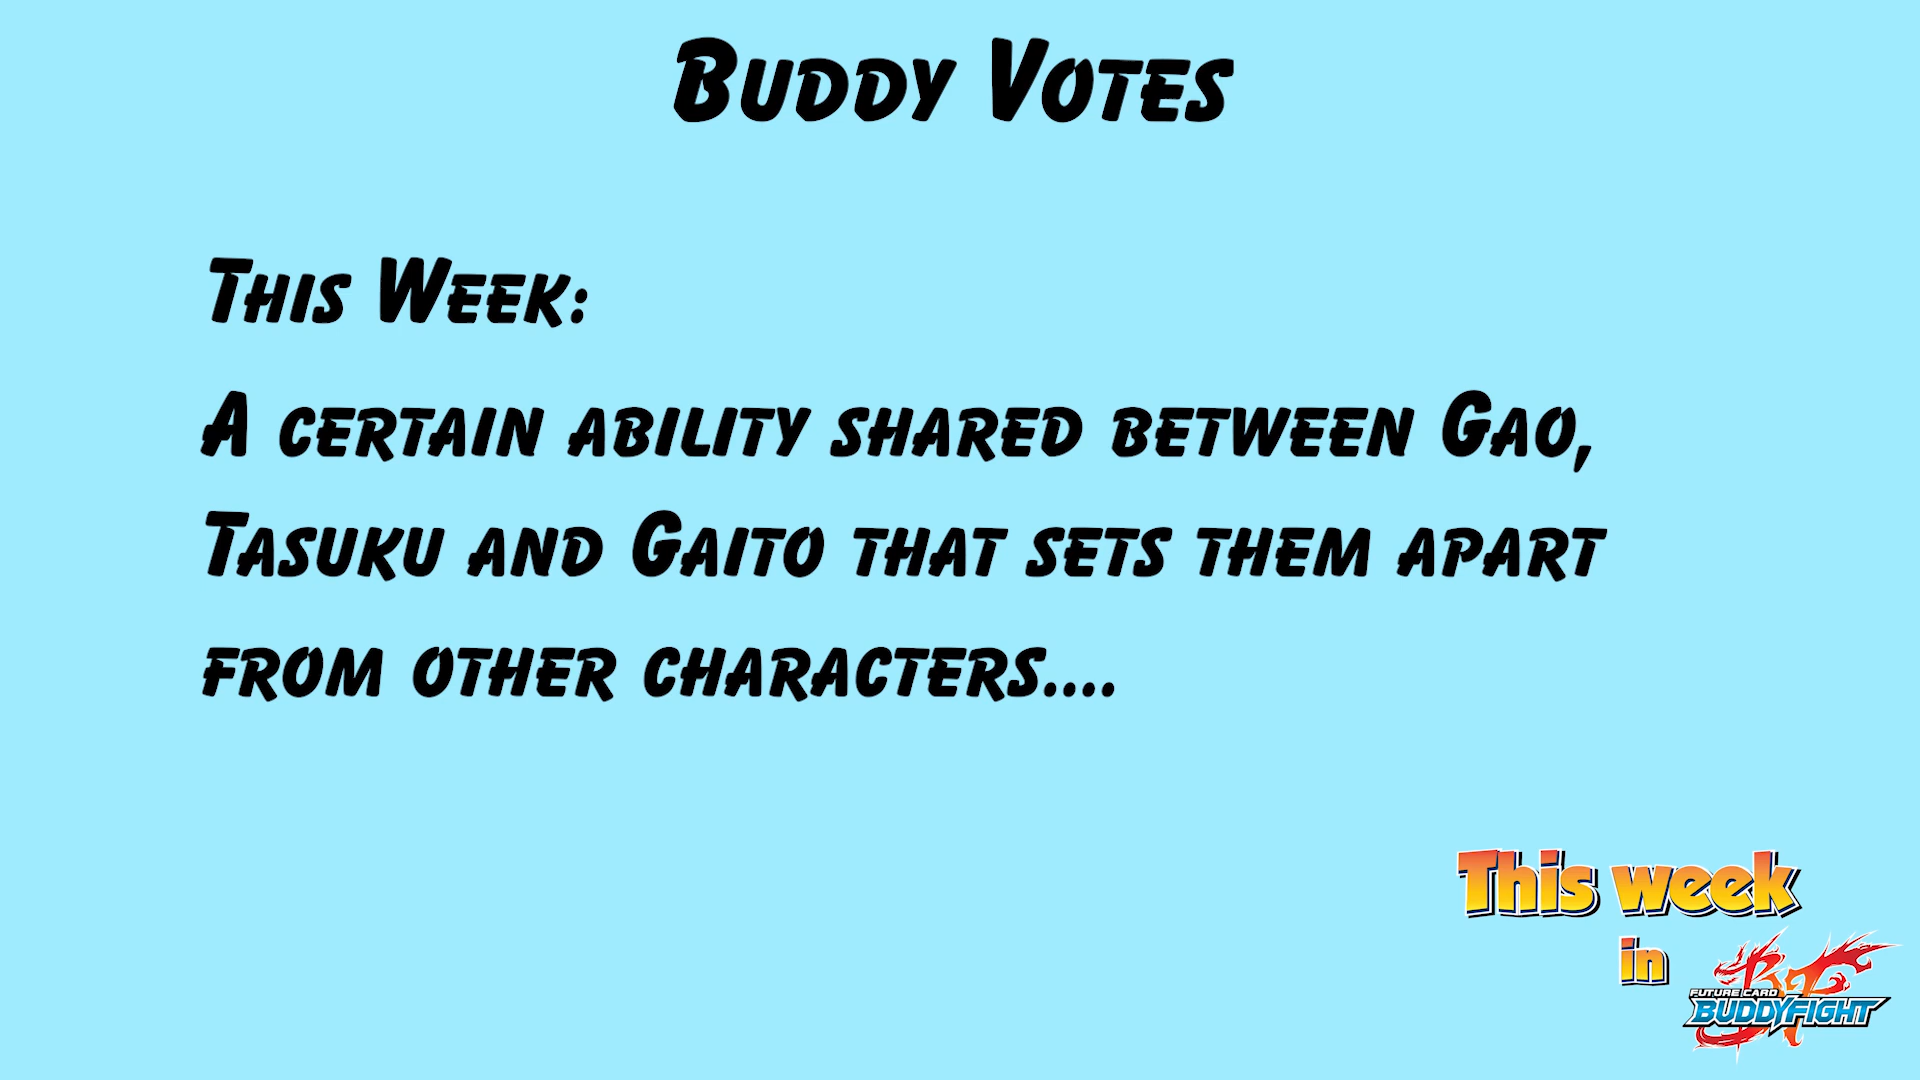 Buddy Votes
This Week:
A certain ability shared between Gao,
Tasuku and Gaito that sets them apart
from other characters....
This week
in
FUTURE CARD
BUDDYFIGHT